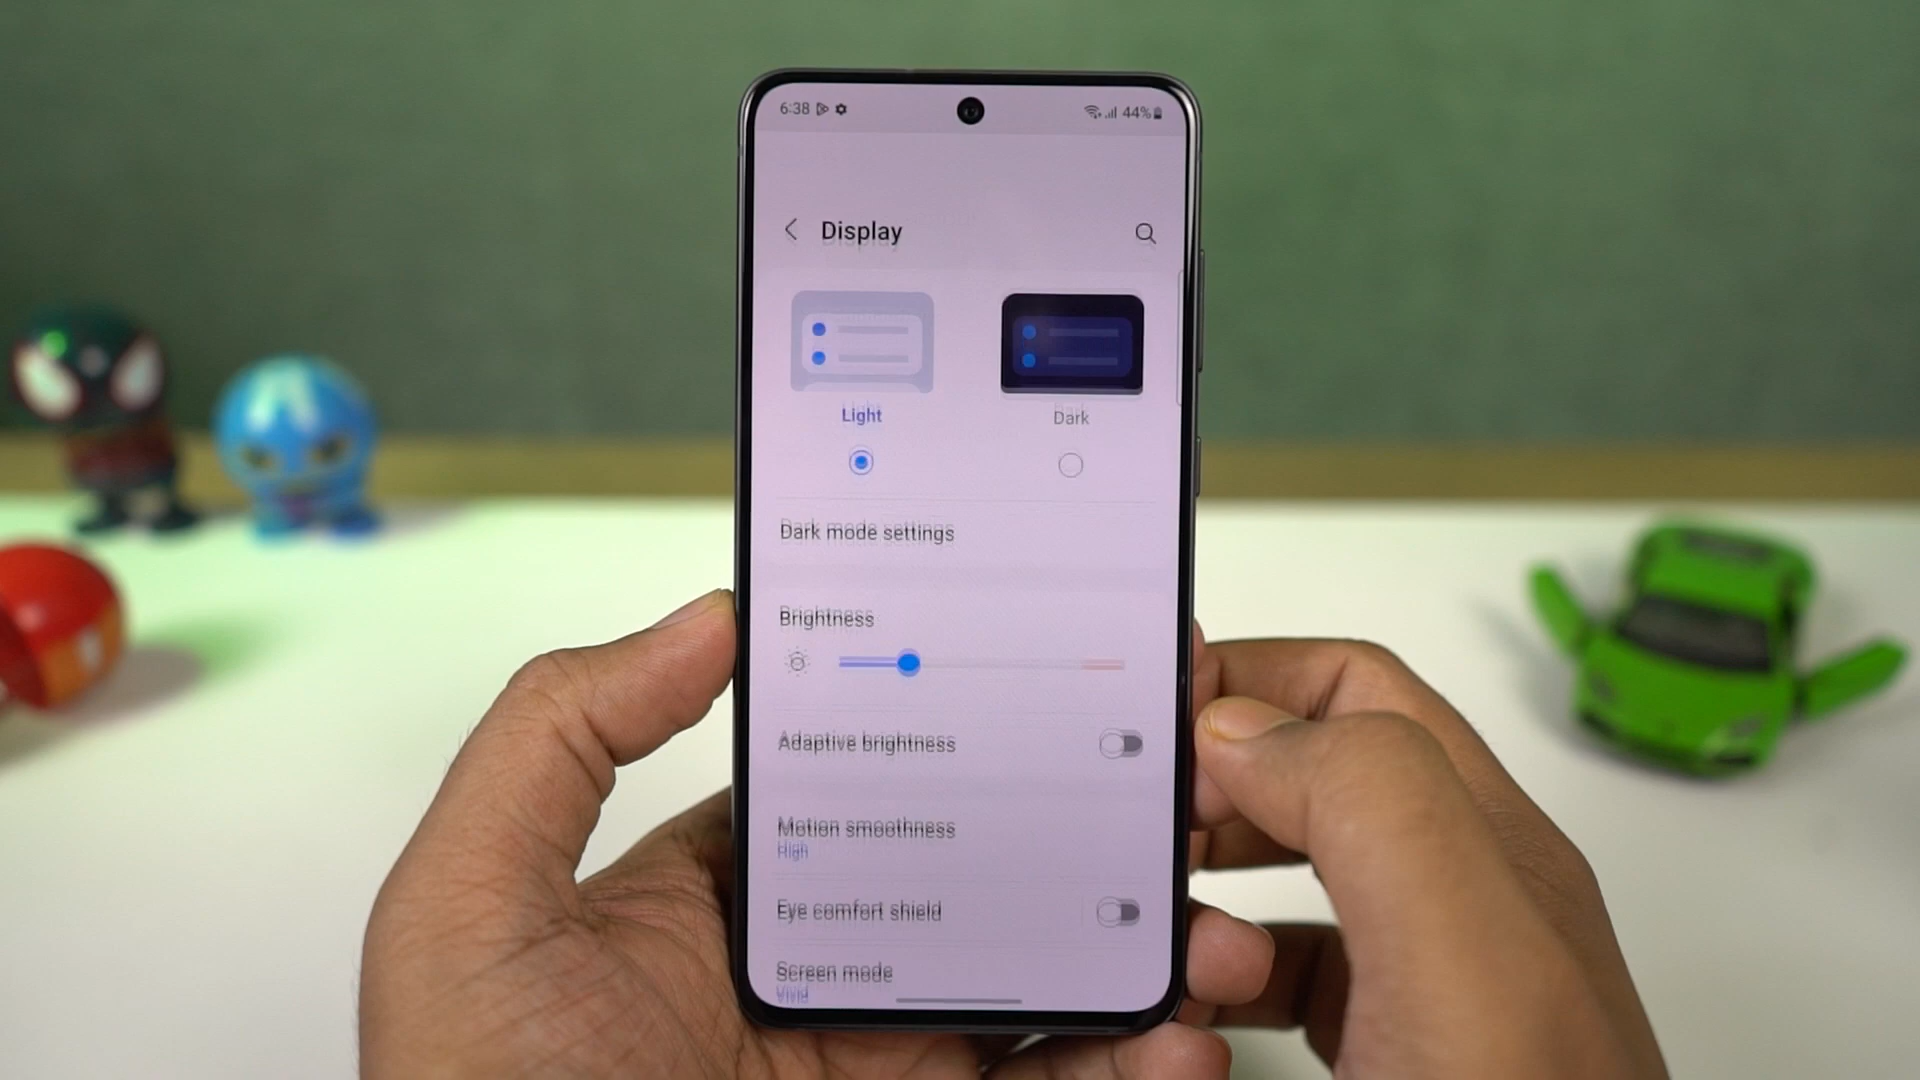 6:38 44%
Display
Light Dark
Dark mode settings
Brightness
Adaptive brightness
Motion smoothness
High
Eye comfort shield
Screen mode
Vivid